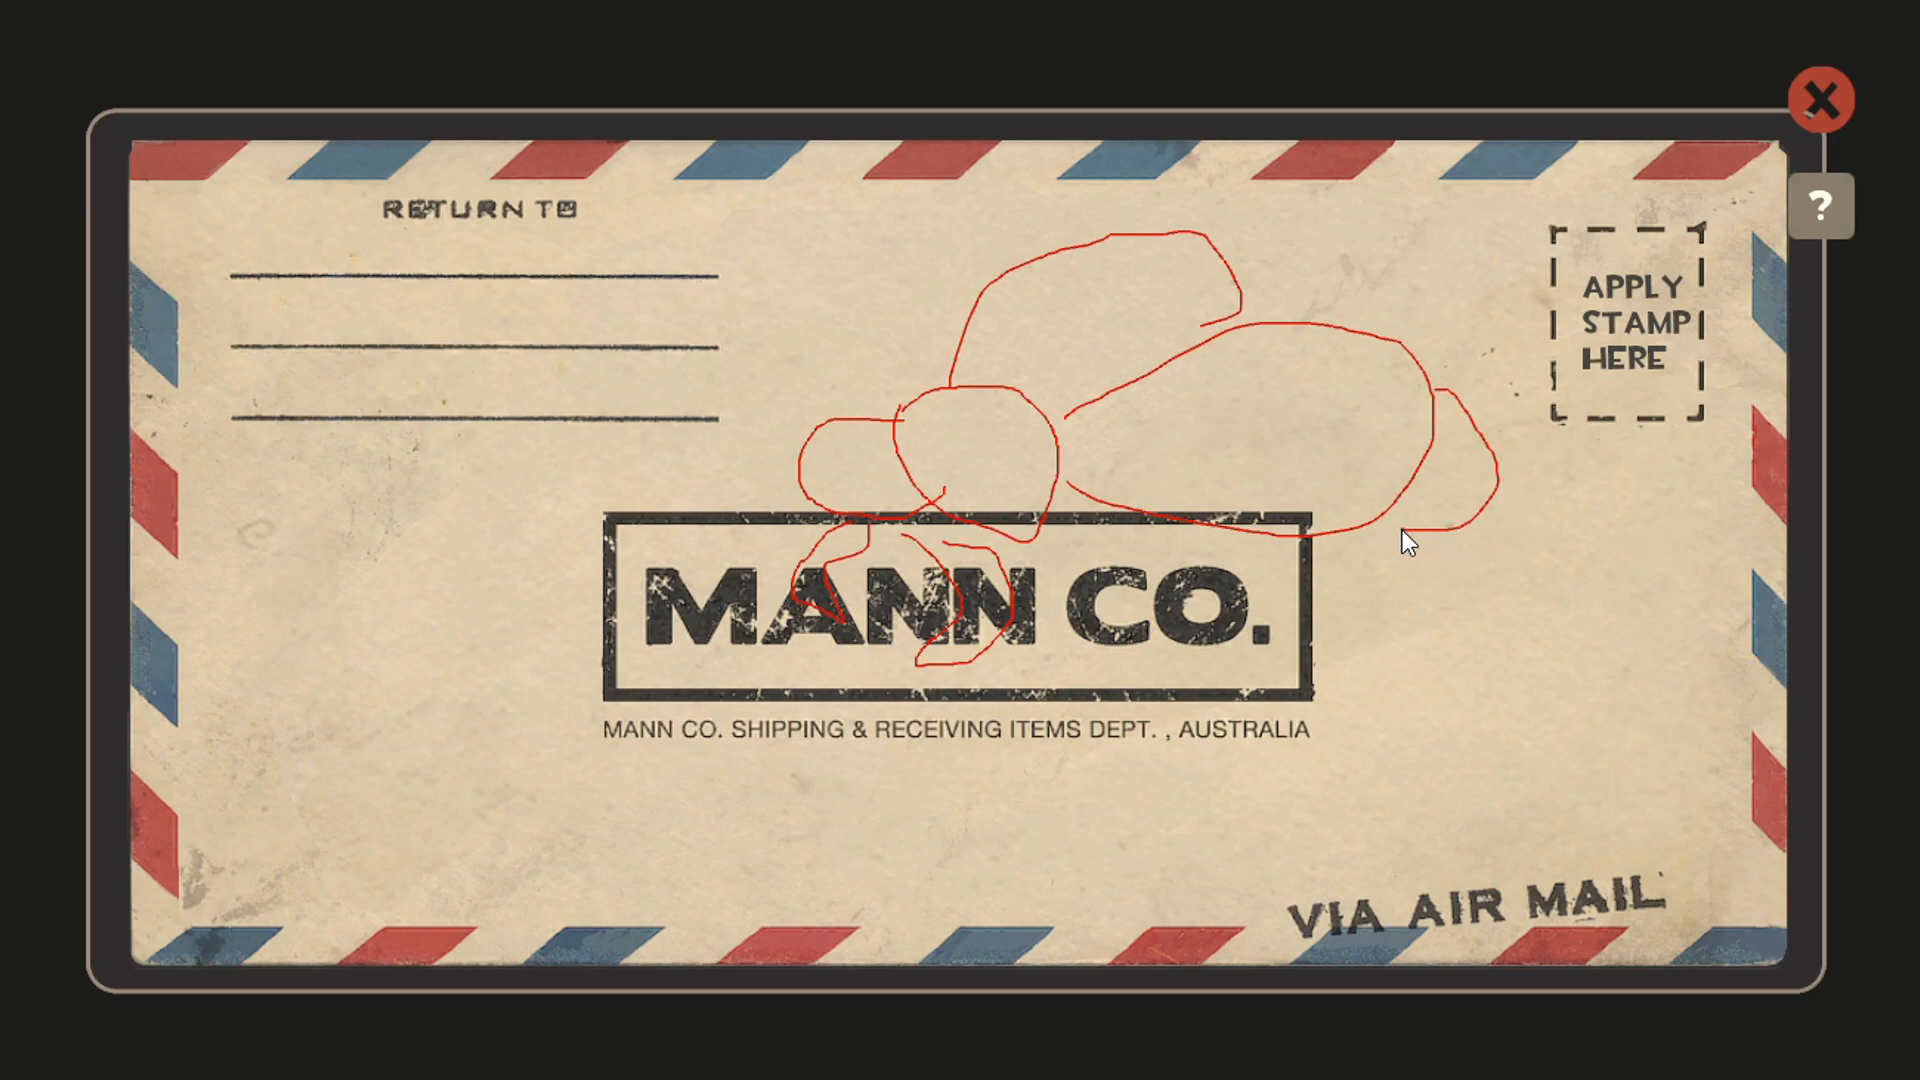 RETURN TO
APPLY
STAMP
HERE
MANN CO.
MANN CO. SHIPPING & RECEIVING ITEMS DEPT. , AUSTRALIA
VIA AIR MAIL
?